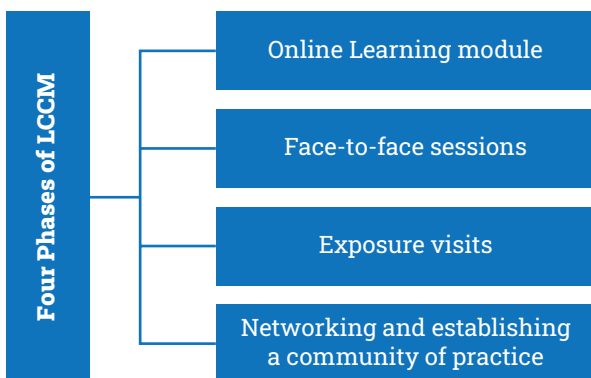 Four Phases of LCCM
Online Learning module
Face-to-face sessions
Exposure visits
Networking and establishing
a community of practice